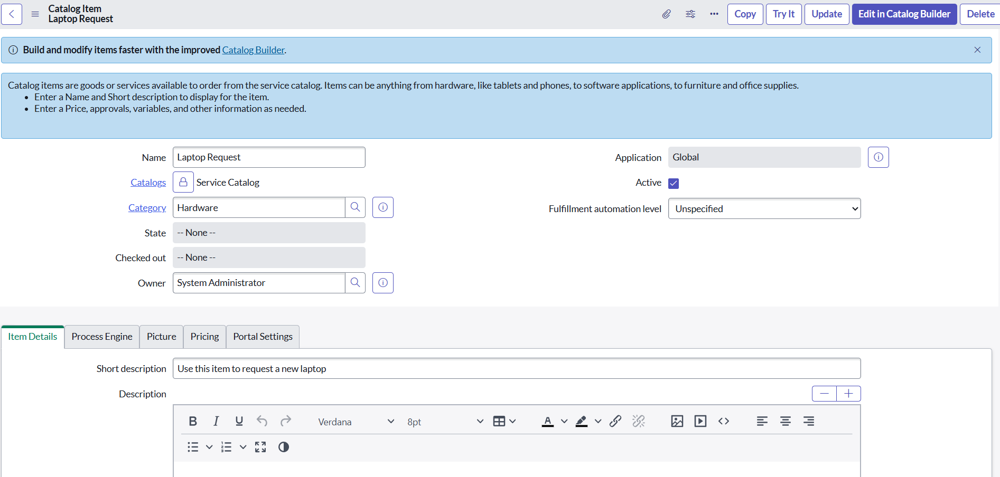 Catalog Item
Laptop Request
Copy
Try It
Update
Edit in Catalog Builder
Delete
Build and modify items faster with the improved Catalog Builder.
Catalog items are goods or services available to order from the service catalog. Items can be anything from hardware, like tablets and phones, to software applications, to furniture and office supplies.
• Enter a Name and Short description to display for the item.
• Enter a Price, approvals, variables, and other information as needed.
Name Laptop Request
Application Global
Catalogs Service Catalog
Active
Category Hardware
Fulfillment automation level Unspecified
State -- None --
Checked out -- None --
Owner System Administrator
Item Details
Process Engine
Picture
Pricing
Portal Settings
Short description Use this item to request a new laptop
Description
B I U Verdana 8pt A